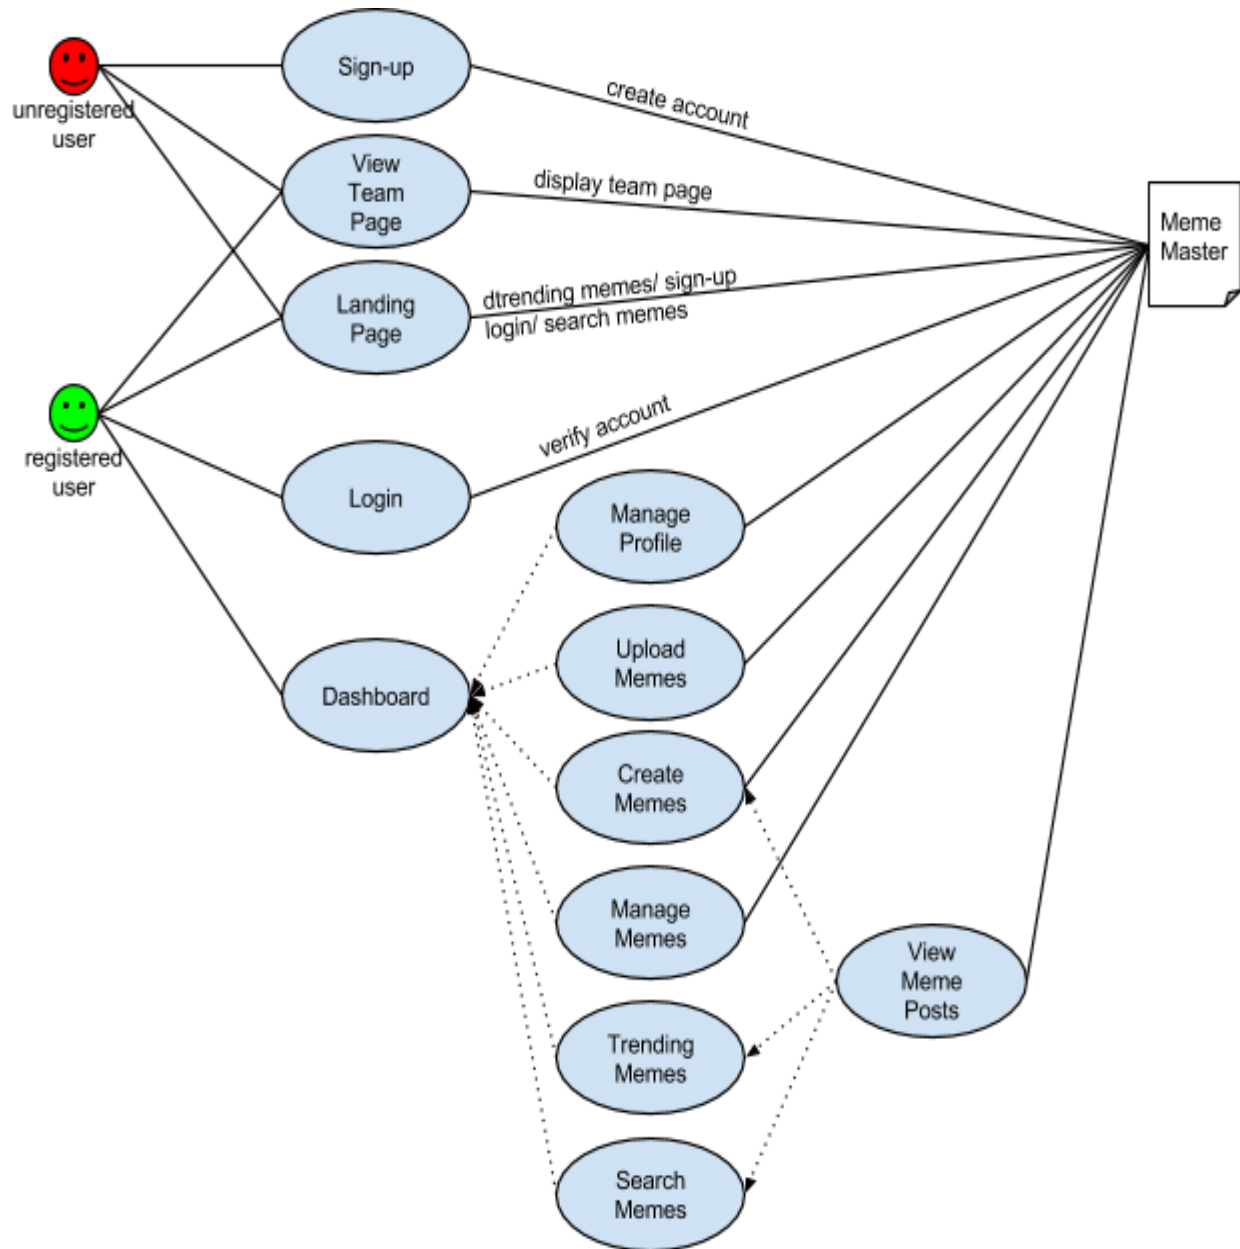 Sign-up
unregistered
user
create account
View
Team
Page
display team page
Meme
Master
Landing
Page
dtrending memes/ sign-up
login/ search memes
registered
user
Login
verify account
Manage
Profile
Upload
Memes
Dashboard
Create
Memes
Manage
Memes
View
Meme
Posts
Trending
Memes
Search
Memes